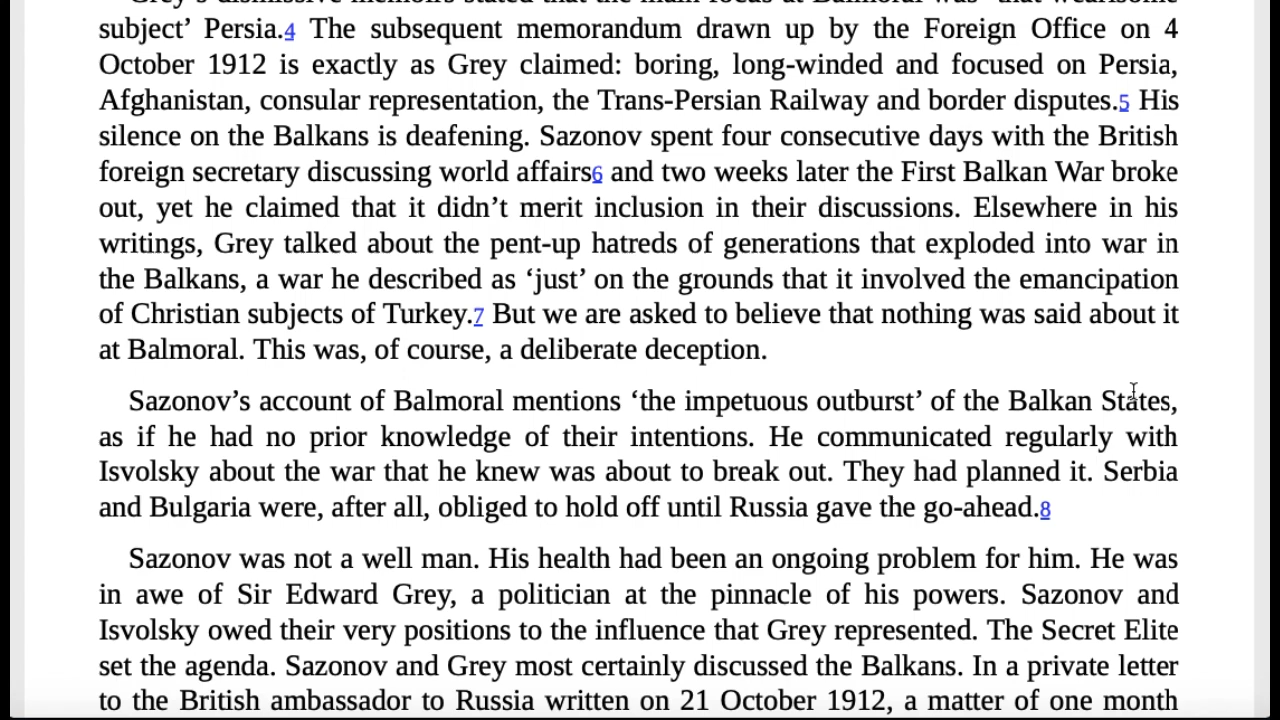 subject’ Persia.4 The subsequent memorandum drawn up by the Foreign Office on 4
October 1912 is exactly as Grey claimed: boring, long-winded and focused on Persia,
Afghanistan, consular representation, the Trans-Persian Railway and border disputes.5 His
silence on the Balkans is deafening. Sazonov spent four consecutive days with the British
foreign secretary discussing world affairs6 and two weeks later the First Balkan War broke
out, yet he claimed that it didn’t merit inclusion in their discussions. Elsewhere in his
writings, Grey talked about the pent-up hatreds of generations that exploded into war in
the Balkans, a war he described as ‘just’ on the grounds that it involved the emancipation
of Christian subjects of Turkey.7 But we are asked to believe that nothing was said about it
at Balmoral. This was, of course, a deliberate deception.
Sazonov’s account of Balmoral mentions ‘the impetuous outburst’ of the Balkan States,
as if he had no prior knowledge of their intentions. He communicated regularly with
Isvolsky about the war that he knew was about to break out. They had planned it. Serbia
and Bulgaria were, after all, obliged to hold off until Russia gave the go-ahead.8
Sazonov was not a well man. His health had been an ongoing problem for him. He was
in awe of Sir Edward Grey, a politician at the pinnacle of his powers. Sazonov and
Isvolsky owed their very positions to the influence that Grey represented. The Secret Elite
set the agenda. Sazonov and Grey most certainly discussed the Balkans. In a private letter
to the British ambassador to Russia written on 21 October 1912, a matter of one month